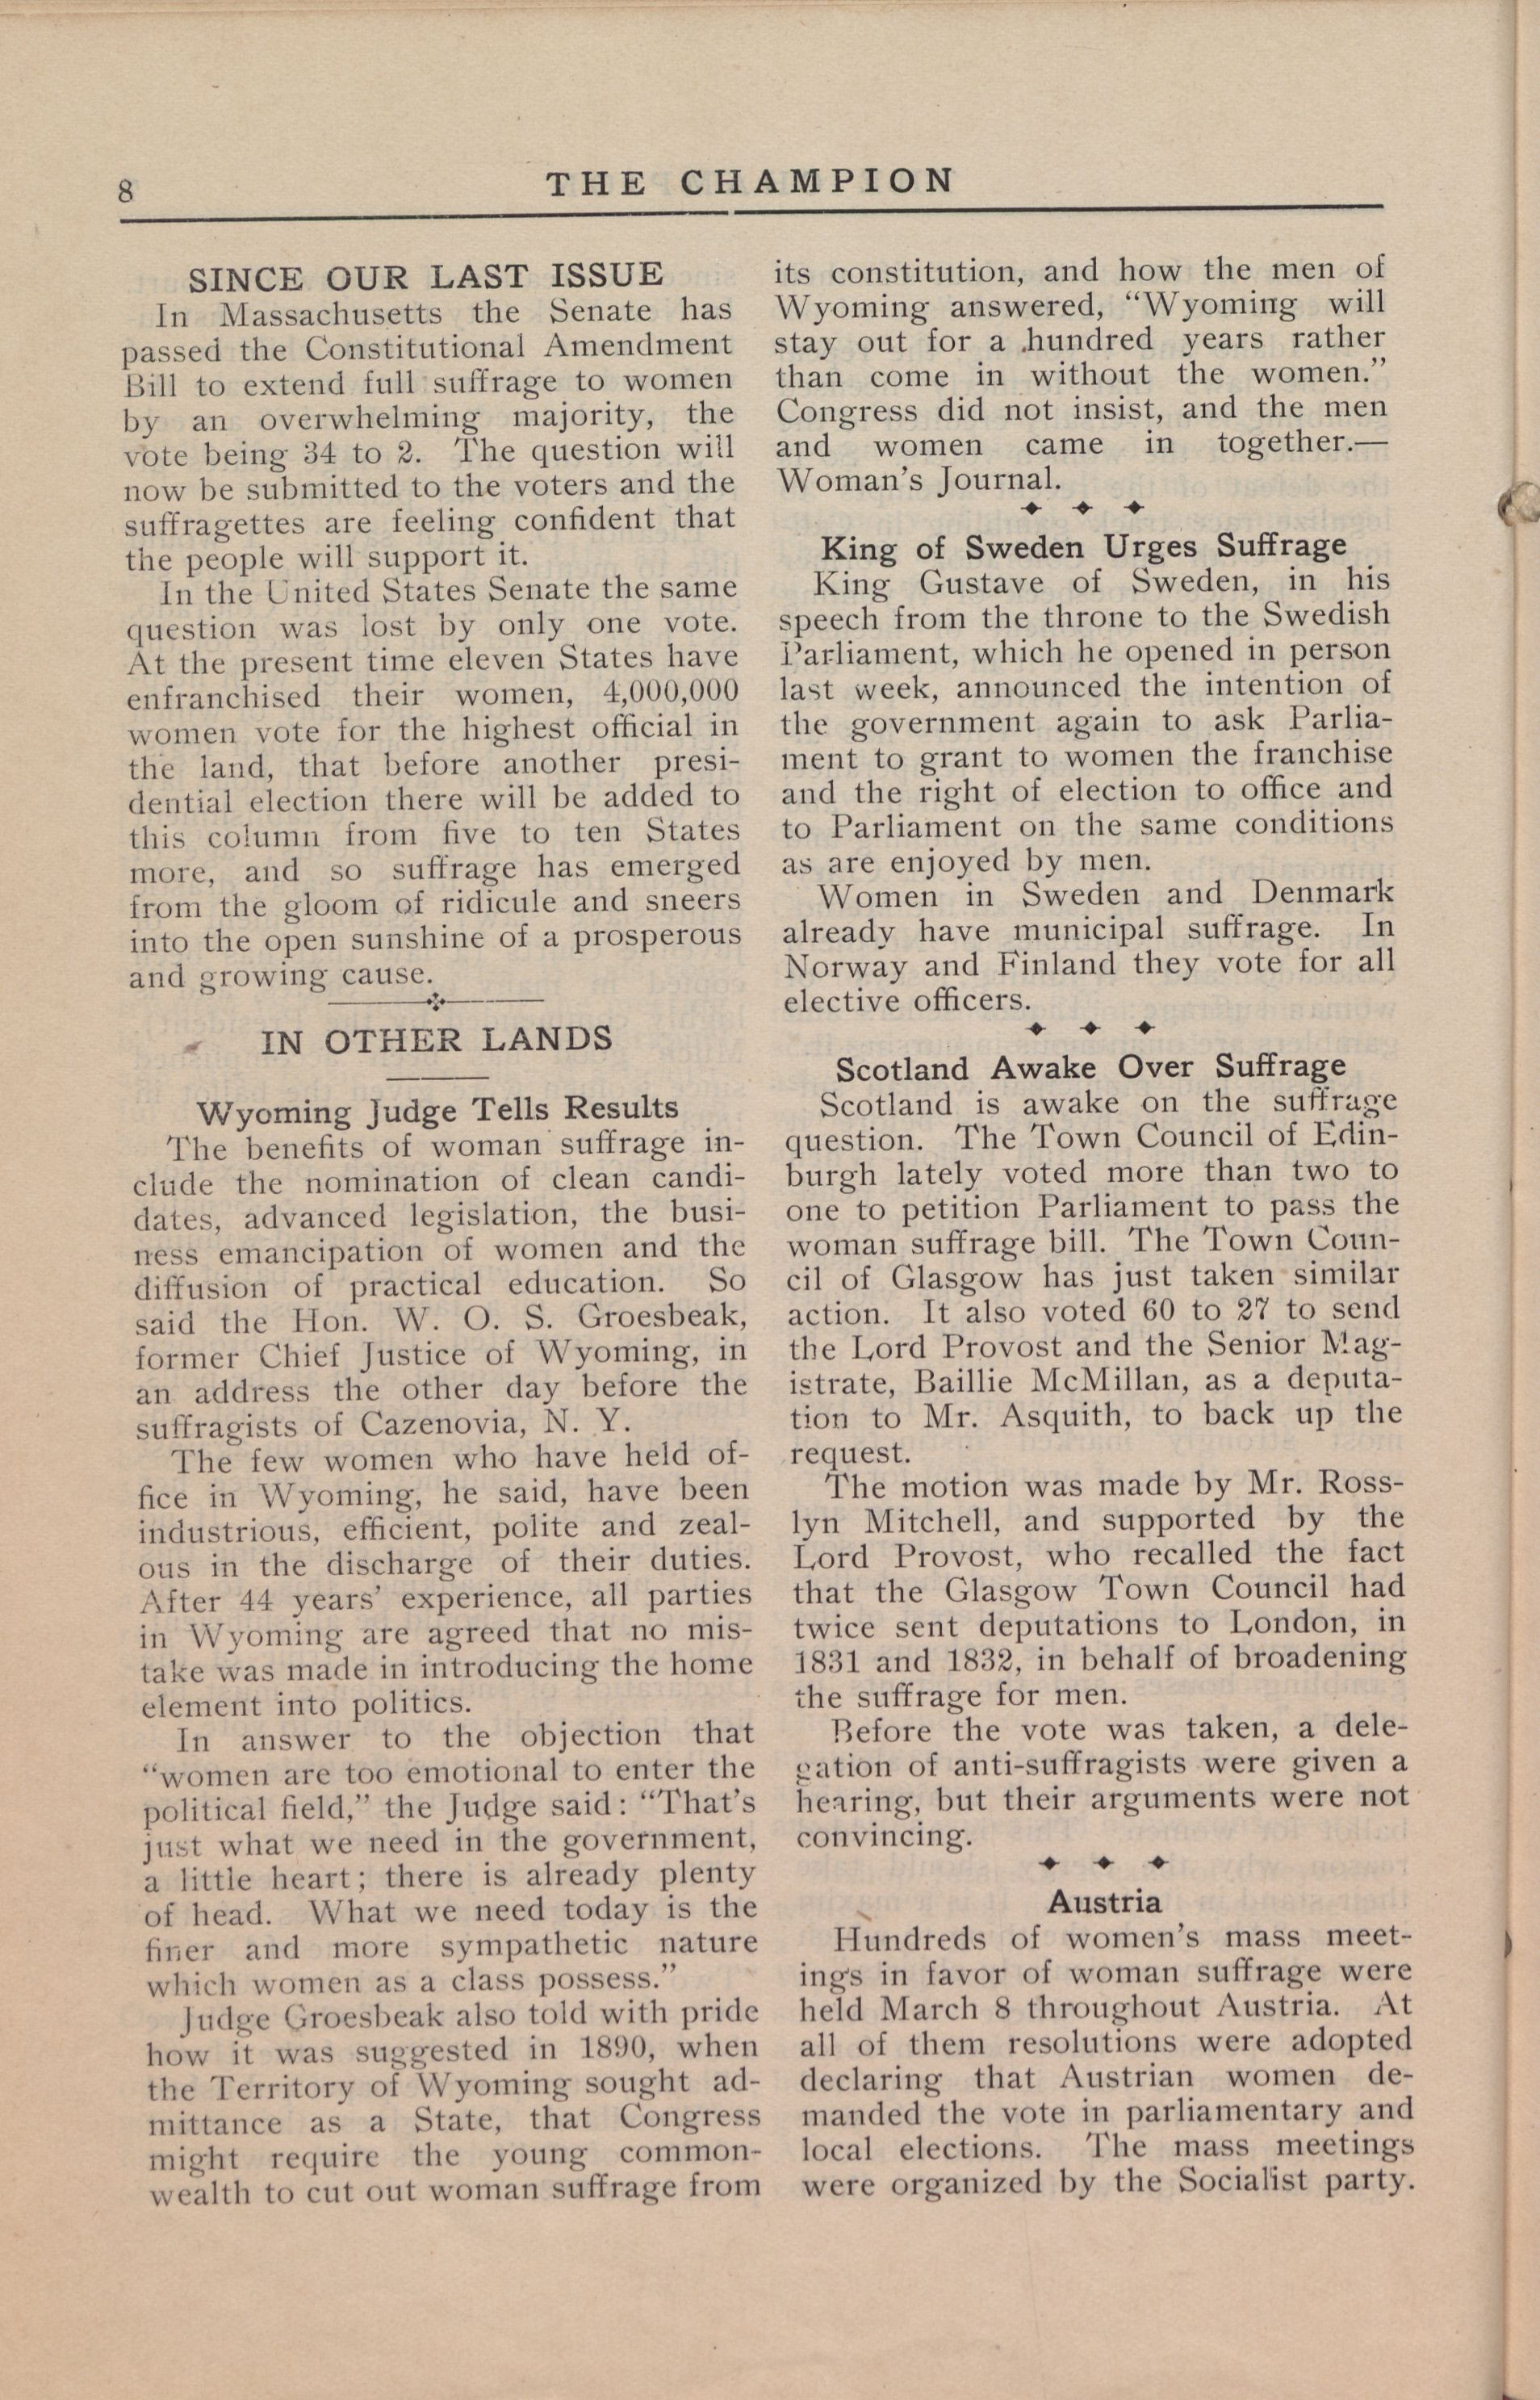 8
THE CHAMPION
SINCE OUR LAST ISSUE
In Massachusetts the Senate has
passed the Constitutional Amendment
Bill to extend full suffrage to women
by an overwhelming majority, the
vote being 34 to 2. The question will
now be submitted to the voters and the
suffragettes are feeling confident that
the people will support it.
In the United States Senate the same
question was lost by only one vote.
At the present time eleven States have
enfranchised their women, 4,000,000
women vote for the highest official in
the land, that before another presi-
dential election there will be added to
this column from five to ten States
more, and so suffrage has emerged
from the gloom of ridicule and sneers
into the open sunshine of a prosperous
and growing cause.
IN OTHER LANDS
Wyoming Judge Tells Results
The benefits of woman suffrage in-
clude the nomination of clean candi-
dates, advanced legislation, the busi-
ness emancipation of women and the
diffusion of practical education. So
said the Hon. W. O. S. Groesbeak,
former Chief Justice of Wyoming, in
an address the other day before the
suffragists of Cazenovia, N. Y.
The few women who have held of-
fice in Wyoming, he said, have been
industrious, efficient, polite and zeal-
ous in the discharge of their duties.
After 44 years' experience, all parties
in Wyoming are agreed that no mis-
take was made in introducing the home
element into politics.
In answer to the objection that
"women are too emotional to enter the
political field," the Judge said: "That's
just what we need in the government,
a little heart; there is already plenty
of head. What we need today is the
finer and more sympathetic nature
which women as a class possess."
Judge Groesbeak also told with pride
how it was suggested in 1890, when
the Territory of Wyoming sought ad-
mittance as a State, that Congress
might require the young common-
wealth to cut out woman suffrage from
its constitution, and how the men of
Wyoming answered, "Wyoming will
stay out for a hundred years rather
than come in without the women."
Congress did not insist, and the men
and women came in together.—
Woman's Journal.
King of Sweden Urges Suffrage
King Gustave of Sweden, in his
speech from the throne to the Swedish
Parliament, which he opened in person
last week, announced the intention of
the government again to ask Parlia-
ment to grant to women the franchise
and the right of election to office and
to Parliament on the same conditions
as are enjoyed by men.
Women in Sweden and Denmark
already have municipal suffrage. In
Norway and Finland they vote for all
elective officers.
Scotland Awake Over Suffrage
Scotland is awake on the suffrage
question. The Town Council of Edin-
burgh lately voted more than two to
one to petition Parliament to pass the
woman suffrage bill. The Town Coun-
cil of Glasgow has just taken similar
action. It also voted 60 to 27 to send
the Lord Provost and the Senior Mag-
istrate, Baillie McMillan, as a deputa-
tion to Mr. Asquith, to back up the
request.
The motion was made by Mr. Ross-
lyn Mitchell, and supported by the
Lord Provost, who recalled the fact
that the Glasgow Town Council had
twice sent deputations to London, in
1831 and 1832, in behalf of broadening
the suffrage for men.
Before the vote was taken, a dele-
gation of anti-suffragists were given a
hearing, but their arguments were not
convincing.
Austria
Hundreds of women's mass meet-
ings in favor of woman suffrage were
held March 8 throughout Austria. At
all of them resolutions were adopted
declaring that Austrian women de-
manded the vote in parliamentary and
local elections. The mass meetings
were organized by the Socialist party.